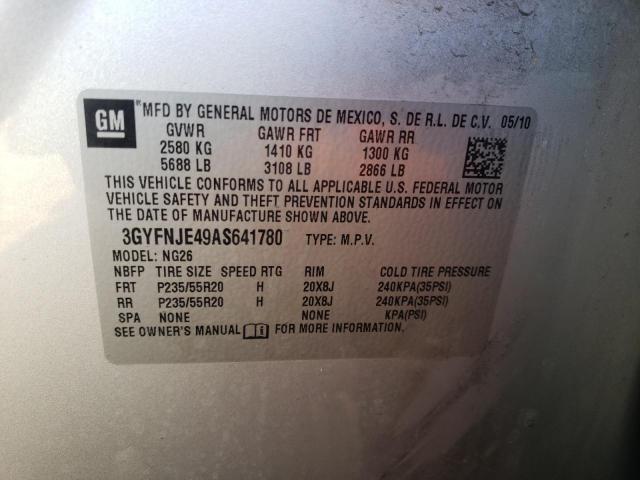 GM ® MFD BY GENERAL MOTORS DE MEXICO, S. DE R.L. DE C.V. 05/10
GVWR GAWR FRT GAWR RR
2580 KG 1410 KG 1300 KG
5688 LB 3108 LB 2866 LB
THIS VEHICLE CONFORMS TO ALL APPLICABLE U.S. FEDERAL MOTOR
VEHICLE SAFETY AND THEFT PREVENTION STANDARDS IN EFFECT ON
THE DATE OF MANUFACTURE SHOWN ABOVE.
3GYFNJE49AS641780 TYPE: M.P.V.
MODEL: NG26
NBFP TIRE SIZE SPEED RTG RIM COLD TIRE PRESSURE
FRT P235/55R20 H 20X8J 240KPA(35PSI)
RR P235/55R20 H 20X8J 240KPA(35PSI)
SPA NONE NONE KPA(PSI)
SEE OWNER'S MANUAL FOR MORE INFORMATION.